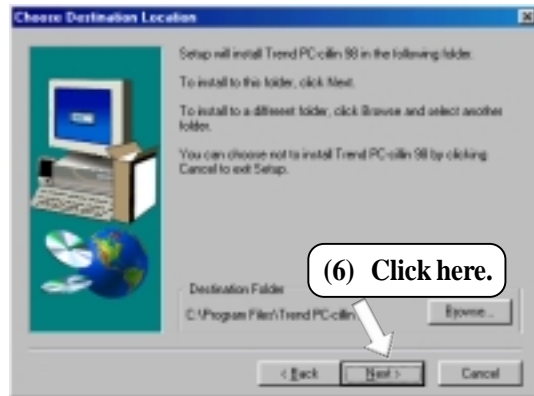 Choose Destination Location
Setup will install Trend PC-cillin 98 in the following folder.
To install to this folder, click Next.
To install to a different folder, click Browse and select another
folder.
You can choose not to install Trend PC-cillin 98 by clicking
Cancel to exit Setup.
(6) Click here.
Destination Folder
C:\Program Files\Trend PC-cillin
Browse...
< Back
Next >
Cancel